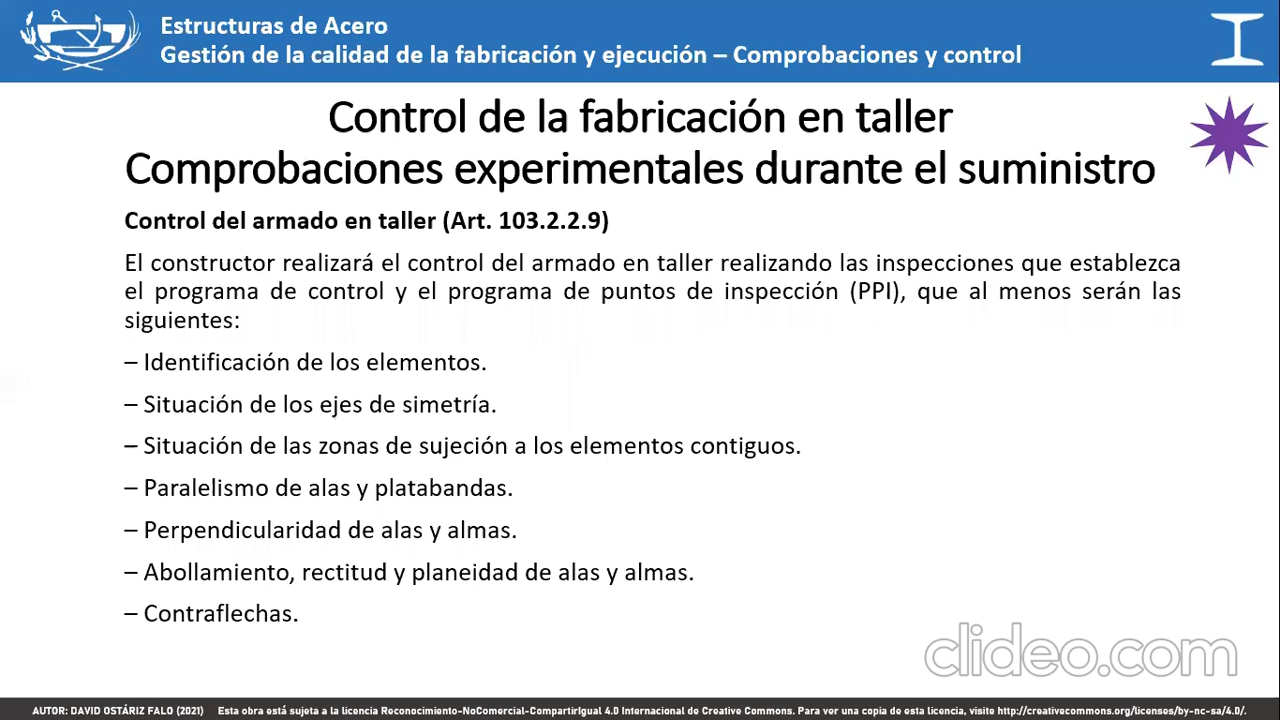 Estructuras de Acero
Gestión de la calidad de la fabricación y ejecución – Comprobaciones y control
Control de la fabricación en taller
Comprobaciones experimentales durante el suministro
Control del armado en taller (Art. 103.2.2.9)
El constructor realizará el control del armado en taller realizando las inspecciones que establezca
el programa de control y el programa de puntos de inspección (PPI), que al menos serán las
siguientes:
– Identificación de los elementos.
– Situación de los ejes de simetría.
– Situación de las zonas de sujeción a los elementos contiguos.
– Paralelismo de alas y platabandas.
– Perpendicularidad de alas y almas.
– Abollamiento, rectitud y planeidad de alas y almas.
– Contraflechas.
clideo.com
AUTOR: DAVID OSTÁRIZ FALO (2021) Esta obra está sujeta a la licencia Reconocimiento-NoComercial-CompartirIgual 4.0 Internacional de Creative Commons. Para ver una copia de esta licencia, visite http://creativecommons.org/licenses/by-nc-sa/4.0/.